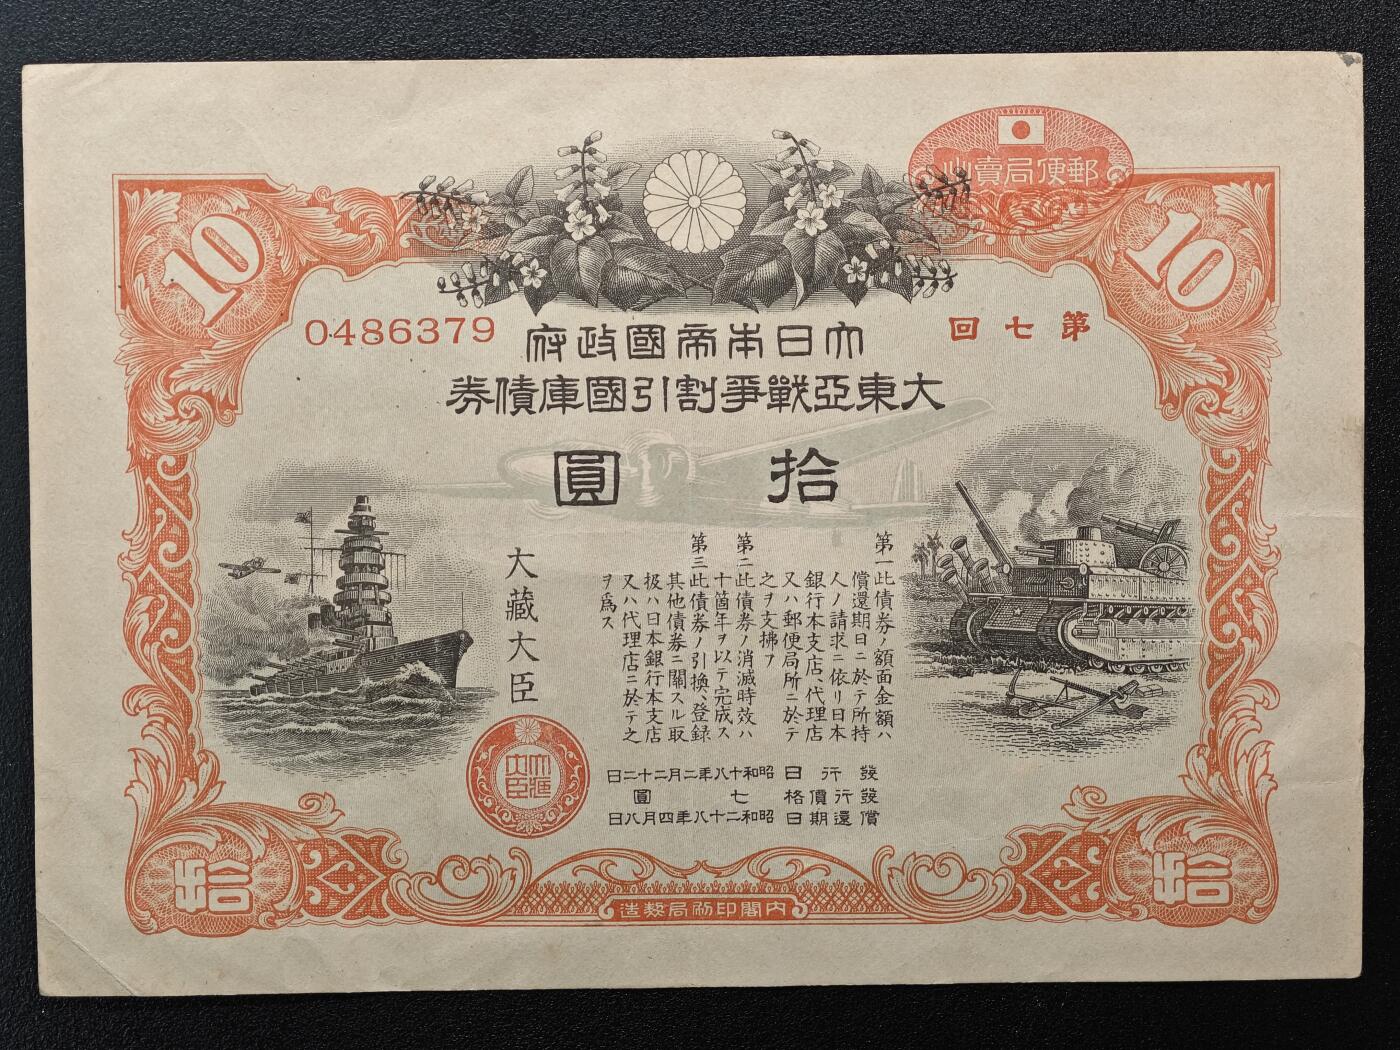 郵便局賣出
10
10
第七回
0486379
大日本帝國政府
大東亞戰爭割引國庫債券
拾圓
第一此債券ノ額面金額ハ
償還期日ニ於テ所持
人ノ請求ニ依リ日本
銀行本支店、代理店
又ハ郵便局所ニ於テ
之ヲ支拂フ
第二此債券ノ消滅時效ハ
十箇年ヲ以テ完成ス
第三此債券ノ引換、登録
其他債券ニ關スル取
扱ハ日本銀行本支店
又ハ代理店ニ於テ之
ヲ爲ス
大藏大臣
大藏大臣
發行日 昭和十八年二月二十二日
發行價格 七圓
償還期日 昭和二十八年四月八日
拾
拾
内閣印刷局製造